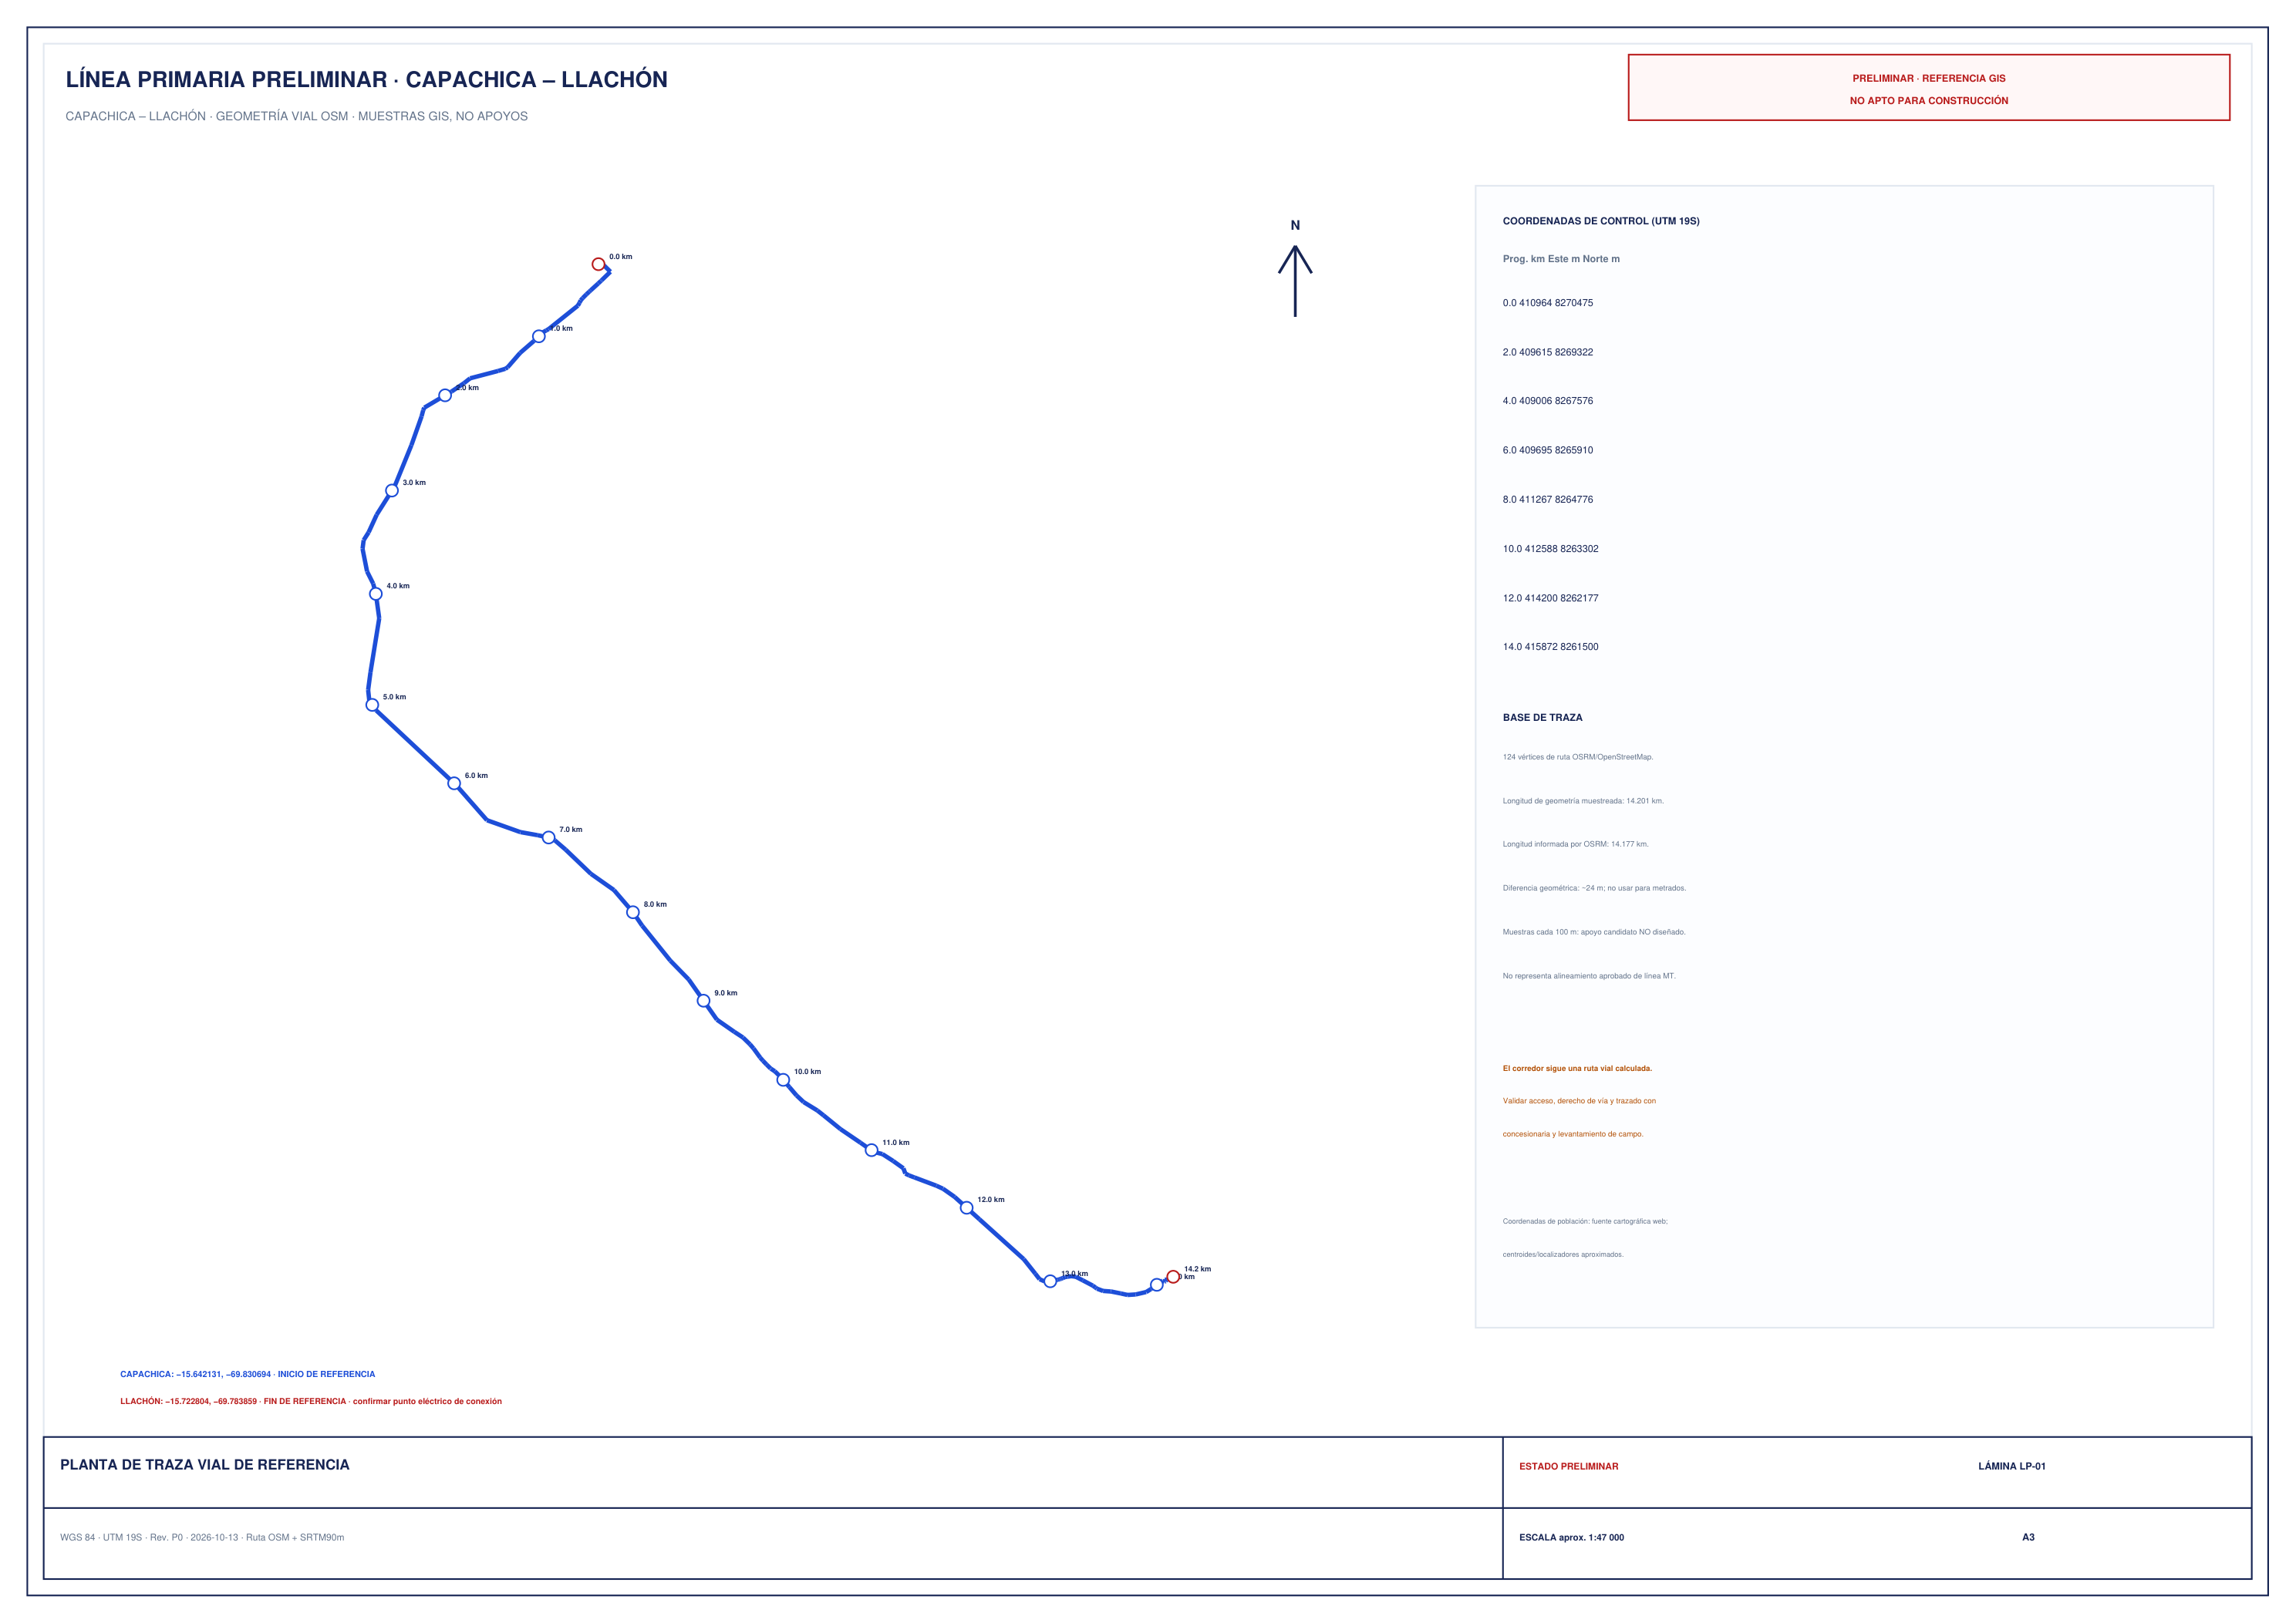 LÍNEA PRIMARIA PRELIMINAR · CAPACHICA – LLACHÓN
CAPACHICA – LLACHÓN · GEOMETRÍA VIAL OSM · MUESTRAS GIS, NO APOYOS
PRELIMINAR · REFERENCIA GIS
NO APTO PARA CONSTRUCCIÓN
N
0.0 km
1.0 km
2.0 km
3.0 km
4.0 km
5.0 km
6.0 km
7.0 km
8.0 km
9.0 km
10.0 km
11.0 km
12.0 km
13.0 km
14.2 km
km
COORDENADAS DE CONTROL (UTM 19S)
Prog. km Este m Norte m
0.0 410964 8270475
2.0 409615 8269322
4.0 409006 8267576
6.0 409695 8265910
8.0 411267 8264776
10.0 412588 8263302
12.0 414200 8262177
14.0 415872 8261500
BASE DE TRAZA
124 vértices de ruta OSRM/OpenStreetMap.
Longitud de geometría muestreada: 14.201 km.
Longitud informada por OSRM: 14.177 km.
Diferencia geométrica: ~24 m; no usar para metrados.
Muestras cada 100 m: apoyo candidato NO diseñado.
No representa alineamiento aprobado de línea MT.
El corredor sigue una ruta vial calculada.
Validar acceso, derecho de vía y trazado con
concesionaria y levantamiento de campo.
Coordenadas de población: fuente cartográfica web;
centroides/localizadores aproximados.
CAPACHICA: −15.642131, −69.830694 · INICIO DE REFERENCIA
LLACHÓN: −15.722804, −69.783859 · FIN DE REFERENCIA · confirmar punto eléctrico de conexión
PLANTA DE TRAZA VIAL DE REFERENCIA
ESTADO PRELIMINAR
LÁMINA LP-01
WGS 84 · UTM 19S · Rev. P0 · 2026-10-13 · Ruta OSM + SRTM90m
ESCALA aprox. 1:47 000
A3